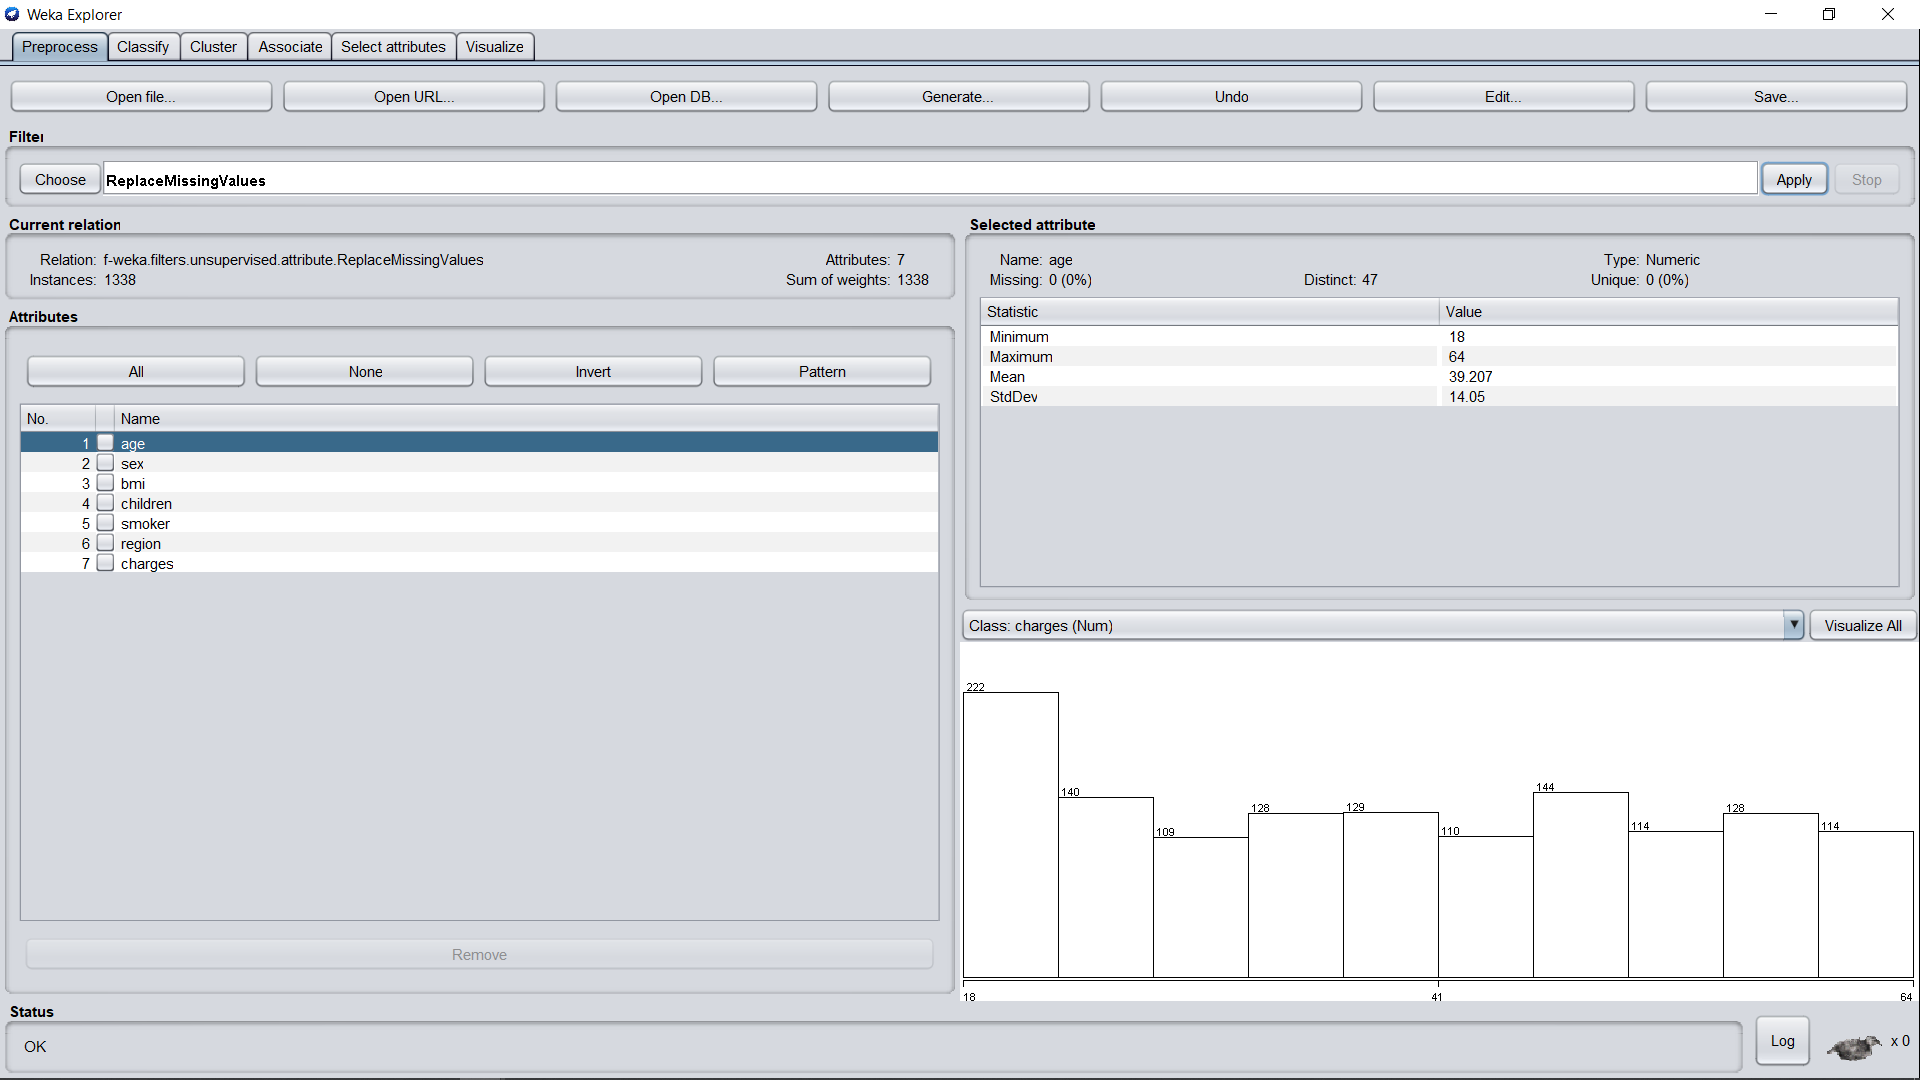 Weka Explorer
Preprocess Classify Cluster Associate Select attributes Visualize
Open file... Open URL... Open DB... Generate... Undo Edit... Save...
Filter
Choose ReplaceMissingValues Apply Stop
Current relation
Relation: f-weka.filters.unsupervised.attribute.ReplaceMissingValues Attributes: 7
Instances: 1338 Sum of weights: 1338
Attributes
All None Invert Pattern
No. Name
1 age
2 sex
3 bmi
4 children
5 smoker
6 region
7 charges
Remove
Selected attribute
Name: age Type: Numeric
Missing: 0 (0%) Distinct: 47 Unique: 0 (0%)
Statistic Value
Minimum 18
Maximum 64
Mean 39.207
StdDev 14.05
Class: charges (Num) Visualize All
222 140 109 128 129 110 144 114 128 114
18 41 64
Status
OK
Log x 0